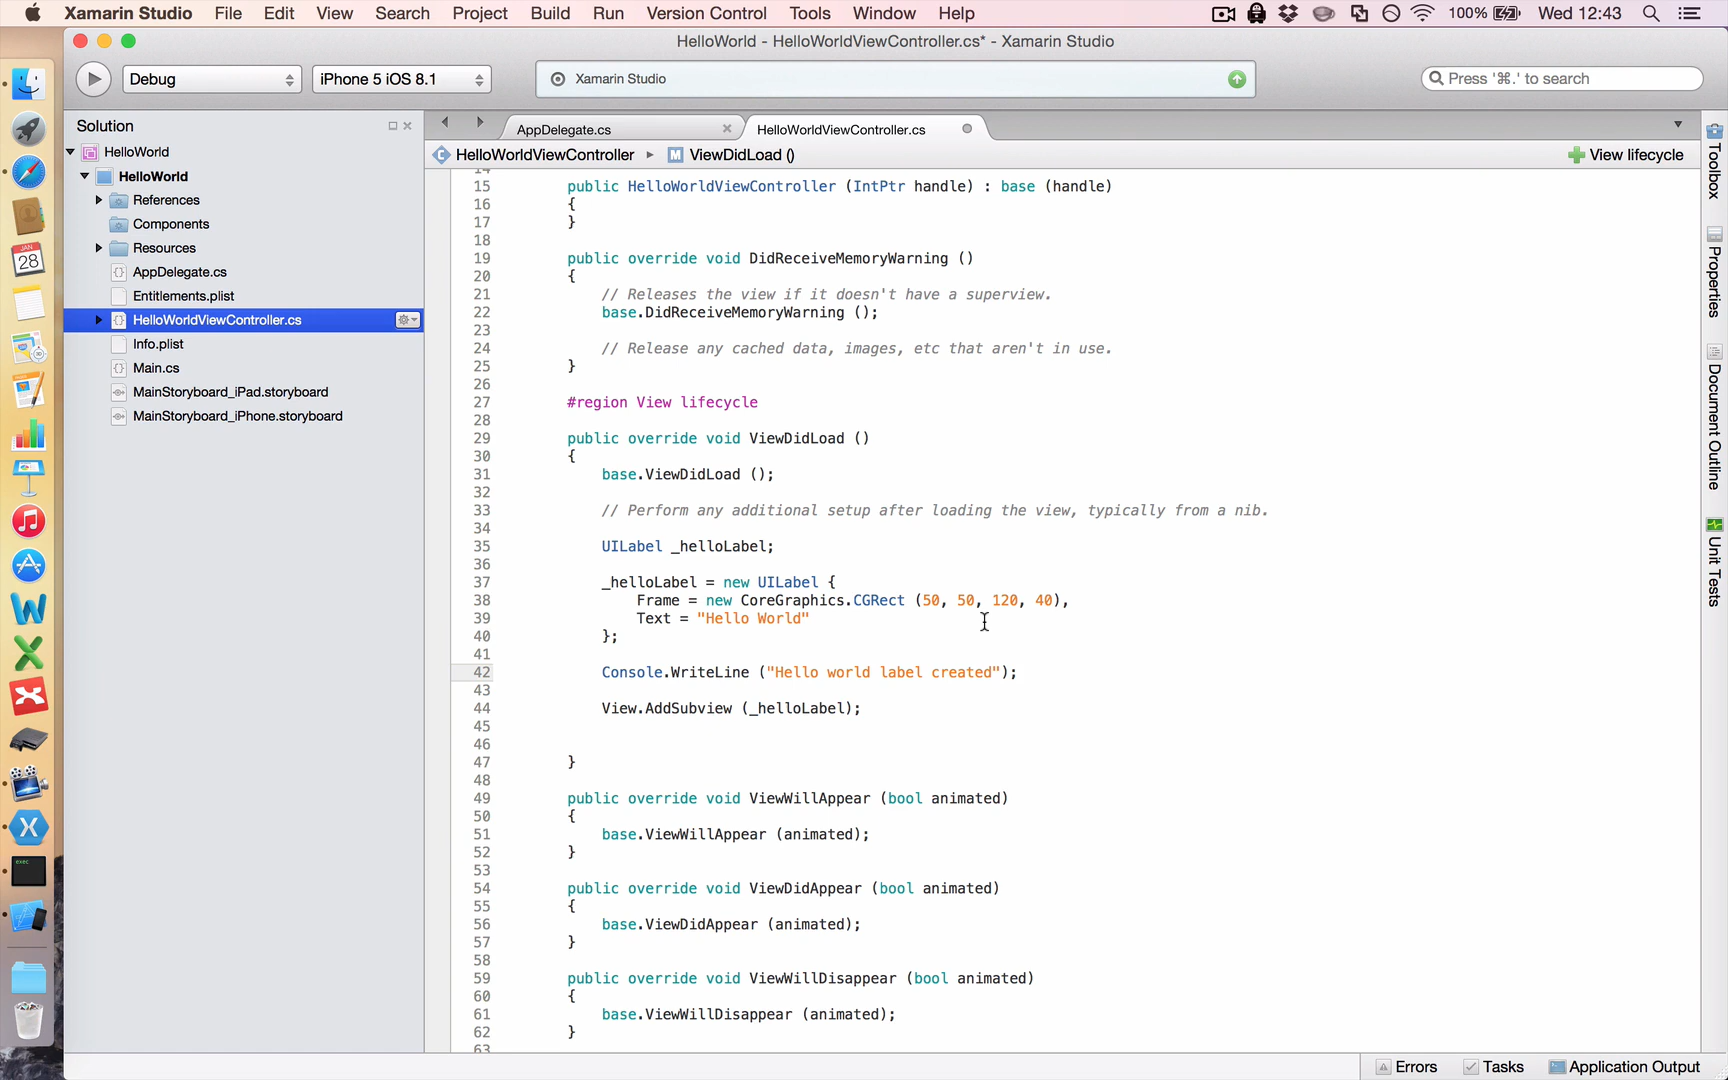 Xamarin Studio File Edit View Search Project Build Run Version Control Tools Window Help 100% Wed 12:43
HelloWorld - HelloWorldViewController.cs* - Xamarin Studio
Debug iPhone 5 iOS 8.1 Xamarin Studio Press '⌘.' to search
Solution
HelloWorld
HelloWorld
References
Components
Resources
AppDelegate.cs
Entitlements.plist
HelloWorldViewController.cs
Info.plist
Main.cs
MainStoryboard_iPad.storyboard
MainStoryboard_iPhone.storyboard
AppDelegate.cs HelloWorldViewController.cs
C HelloWorldViewController M ViewDidLoad () View lifecycle
14
15 public HelloWorldViewController (IntPtr handle) : base (handle)
16 {
17 }
18
19 public override void DidReceiveMemoryWarning ()
20 {
21 // Releases the view if it doesn't have a superview.
22 base.DidReceiveMemoryWarning ();
23
24 // Release any cached data, images, etc that aren't in use.
25 }
26
27 #region View lifecycle
28
29 public override void ViewDidLoad ()
30 {
31 base.ViewDidLoad ();
32
33 // Perform any additional setup after loading the view, typically from a nib.
34
35 UILabel _helloLabel;
36
37 _helloLabel = new UILabel {
38 Frame = new CoreGraphics.CGRect (50, 50, 120, 40),
39 Text = "Hello World"
40 };
41
42 Console.WriteLine ("Hello world label created");
43
44 View.AddSubview (_helloLabel);
45
46
47 }
48
49 public override void ViewWillAppear (bool animated)
50 {
51 base.ViewWillAppear (animated);
52 }
53
54 public override void ViewDidAppear (bool animated)
55 {
56 base.ViewDidAppear (animated);
57 }
58
59 public override void ViewWillDisappear (bool animated)
60 {
61 base.ViewWillDisappear (animated);
62 }
63
Toolbox
Properties
Document Outline
Unit Tests
Errors Tasks Application Output
JAN
28
exec